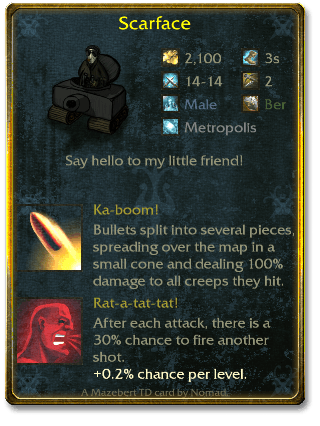 Scarface
2,100
3s
14-14
2
Male
Ber
Metropolis
Say hello to my little friend!
Ka-boom!
Bullets split into several pieces,
spreading over the map in a
small cone and dealing 100%
damage to all creeps they hit.
Rat-a-tat-tat!
After each attack, there is a
30% chance to fire another
shot.
+0.2% chance per level.
A Mazebert TD card by Nomad.